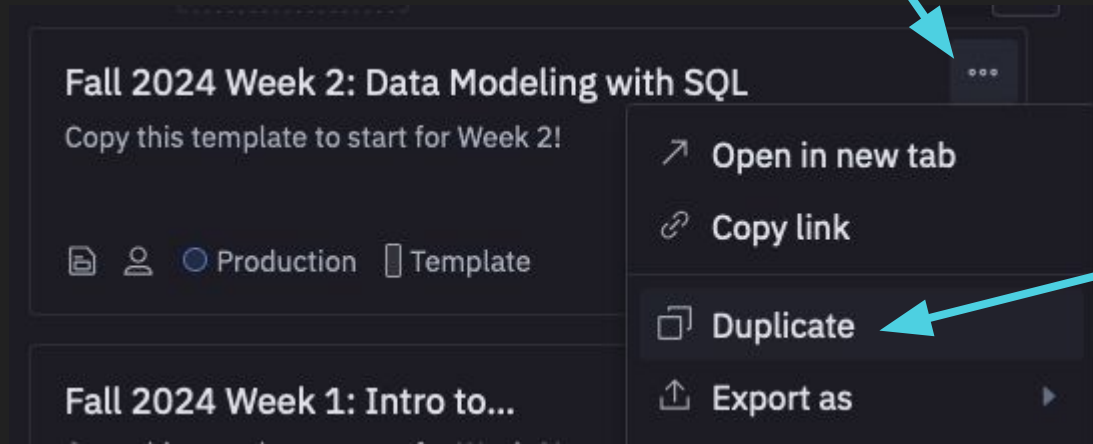 Fall 2024 Week 2: Data Modeling with SQL
Copy this template to start for Week 2!
Production
Template
Open in new tab
Copy link
Duplicate
Export as
Fall 2024 Week 1: Intro to...